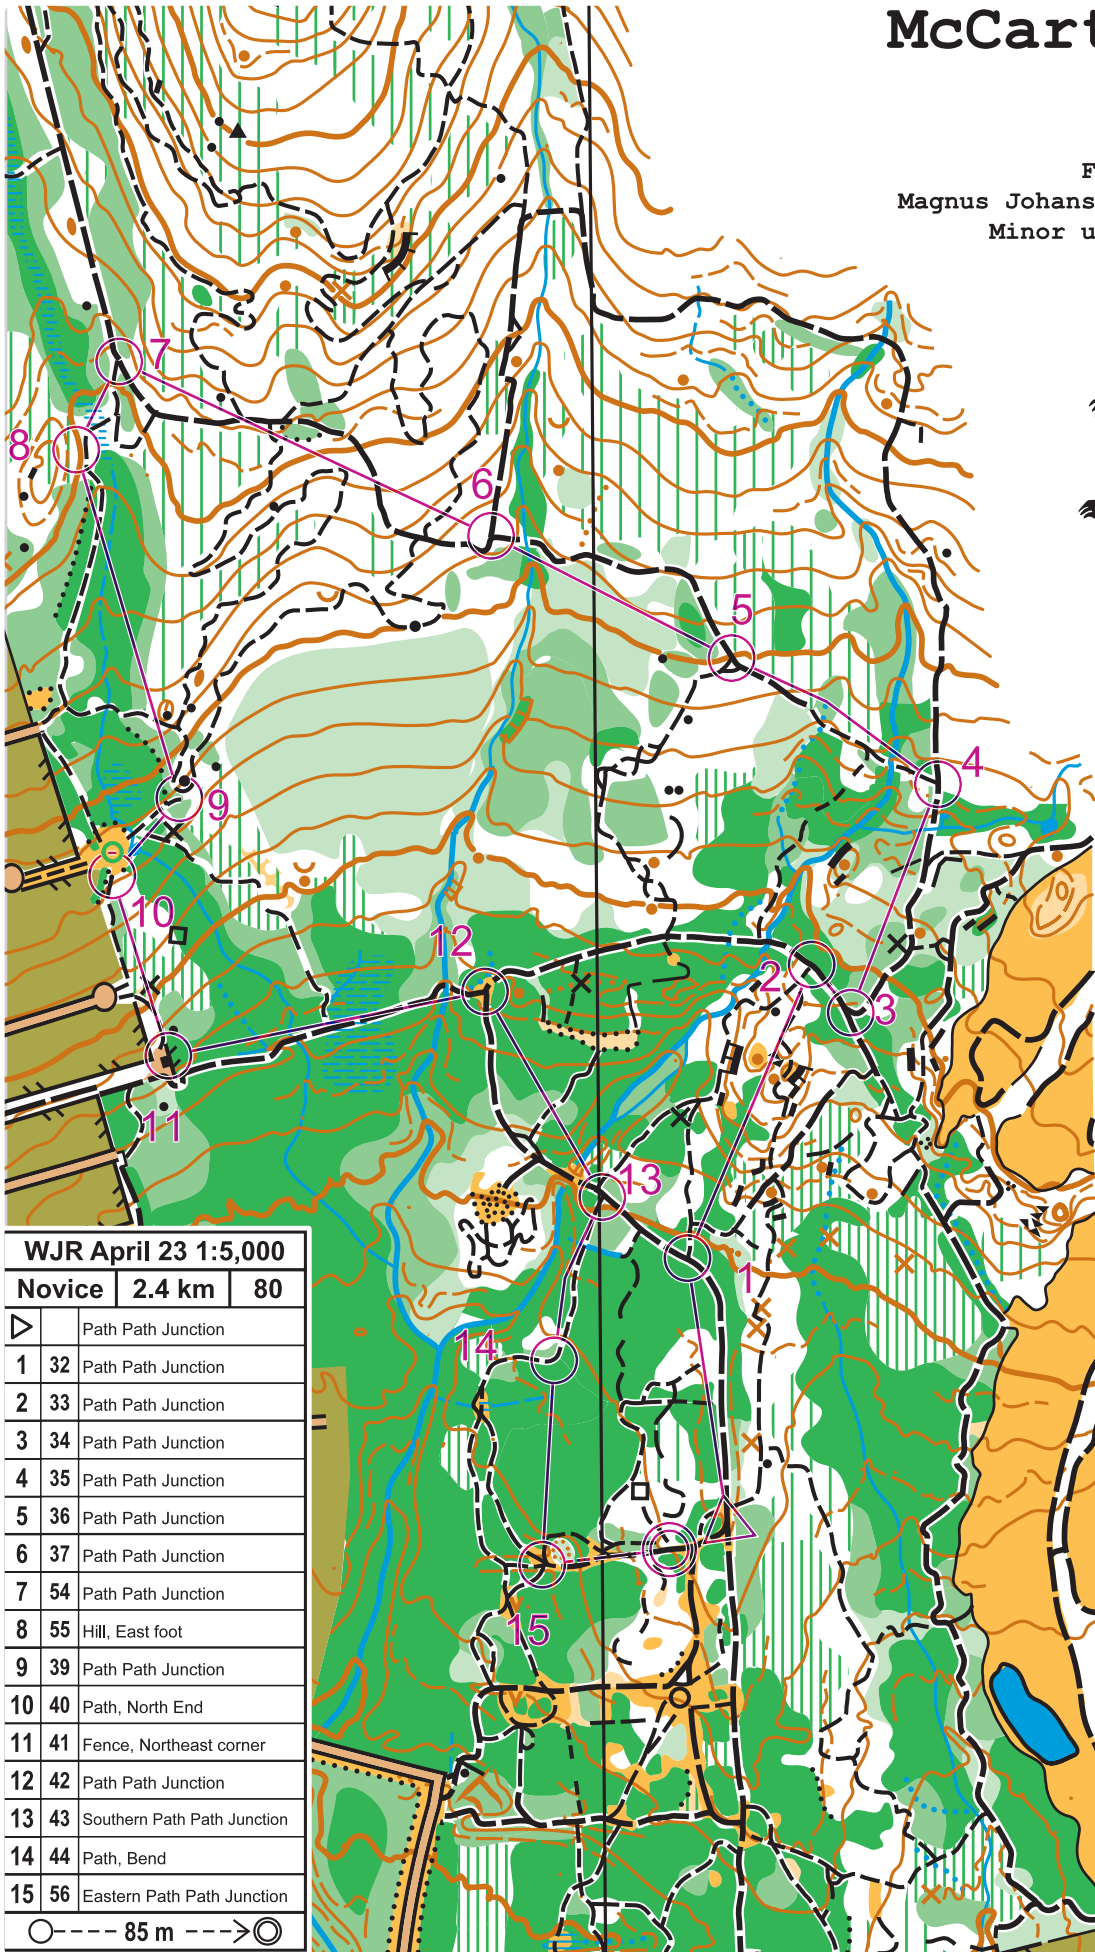 McCart
F
Magnus Johans
Minor u
7
8
6
5
4
9
10
12
2
3
11
13
1
14
15
WJR April 23 1:5,000
Novice 2.4 km 80
Path Path Junction
1 32 Path Path Junction
2 33 Path Path Junction
3 34 Path Path Junction
4 35 Path Path Junction
5 36 Path Path Junction
6 37 Path Path Junction
7 54 Path Path Junction
8 55 Hill, East foot
9 39 Path Path Junction
10 40 Path, North End
11 41 Fence, Northeast corner
12 42 Path Path Junction
13 43 Southern Path Path Junction
14 44 Path, Bend
15 56 Eastern Path Path Junction
85 m